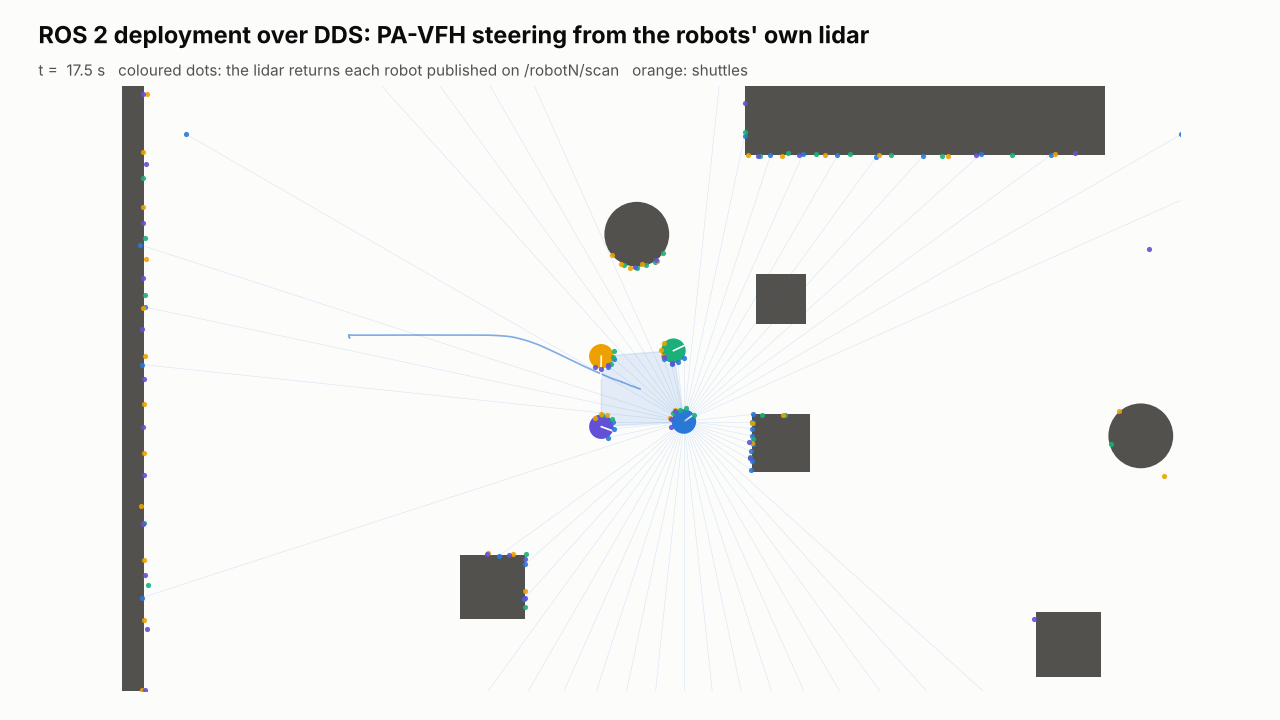 ROS 2 deployment over DDS: PA-VFH steering from the robots' own lidar
t =  17.5 s   coloured dots: the lidar returns each robot published on /robotN/scan   orange: shuttles